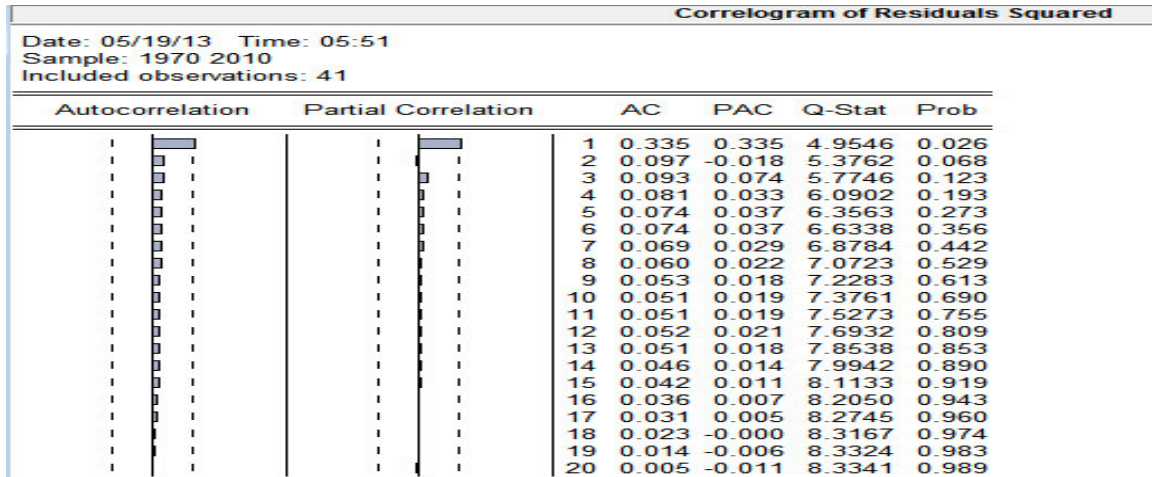 Correlogram of Residuals Squared
Date: 05/19/13 Time: 05:51
Sample: 1970 2010
Included observations: 41
Autocorrelation Partial Correlation AC PAC Q-Stat Prob
1 0.335 0.335 4.9546 0.026
2 0.097 -0.018 5.3762 0.068
3 0.093 0.074 5.7746 0.123
4 0.081 0.033 6.0902 0.193
5 0.074 0.037 6.3563 0.273
6 0.074 0.037 6.6338 0.356
7 0.069 0.029 6.8784 0.442
8 0.060 0.022 7.0723 0.529
9 0.053 0.018 7.2283 0.613
10 0.051 0.019 7.3761 0.690
11 0.051 0.019 7.5273 0.755
12 0.052 0.021 7.6932 0.809
13 0.051 0.018 7.8538 0.853
14 0.046 0.014 7.9942 0.890
15 0.042 0.011 8.1133 0.919
16 0.036 0.007 8.2050 0.943
17 0.031 0.005 8.2745 0.960
18 0.023 -0.000 8.3167 0.974
19 0.014 -0.006 8.3324 0.983
20 0.005 -0.011 8.3341 0.989